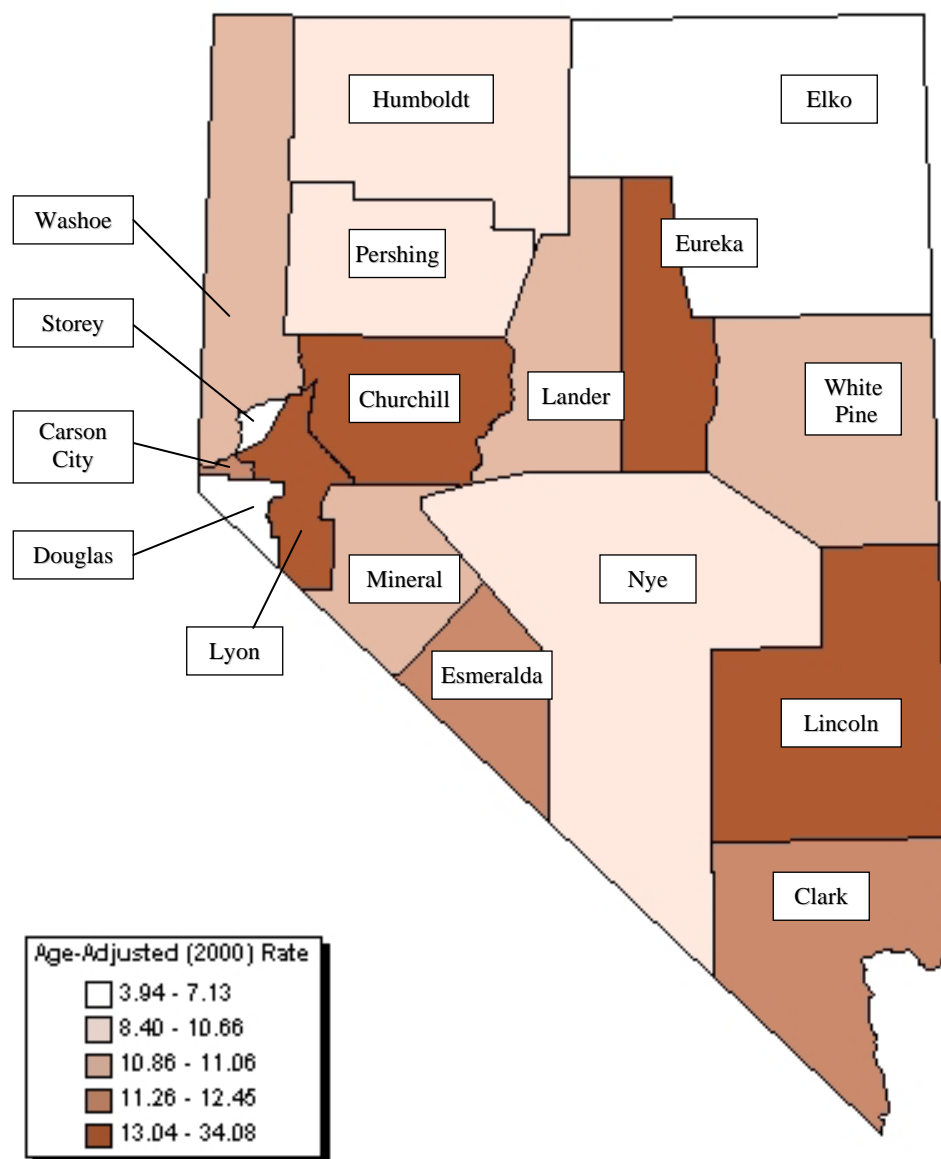 Humboldt
Elko
Washoe
Pershing
Eureka
Storey
Churchill
Lander
White
Pine
Carson
City
Douglas
Mineral
Nye
Lyon
Esmeralda
Lincoln
Clark
Age-Adjusted (2000) Rate
3.94 - 7.13
8.40 - 10.66
10.86 - 11.06
11.26 - 12.45
13.04 - 34.08